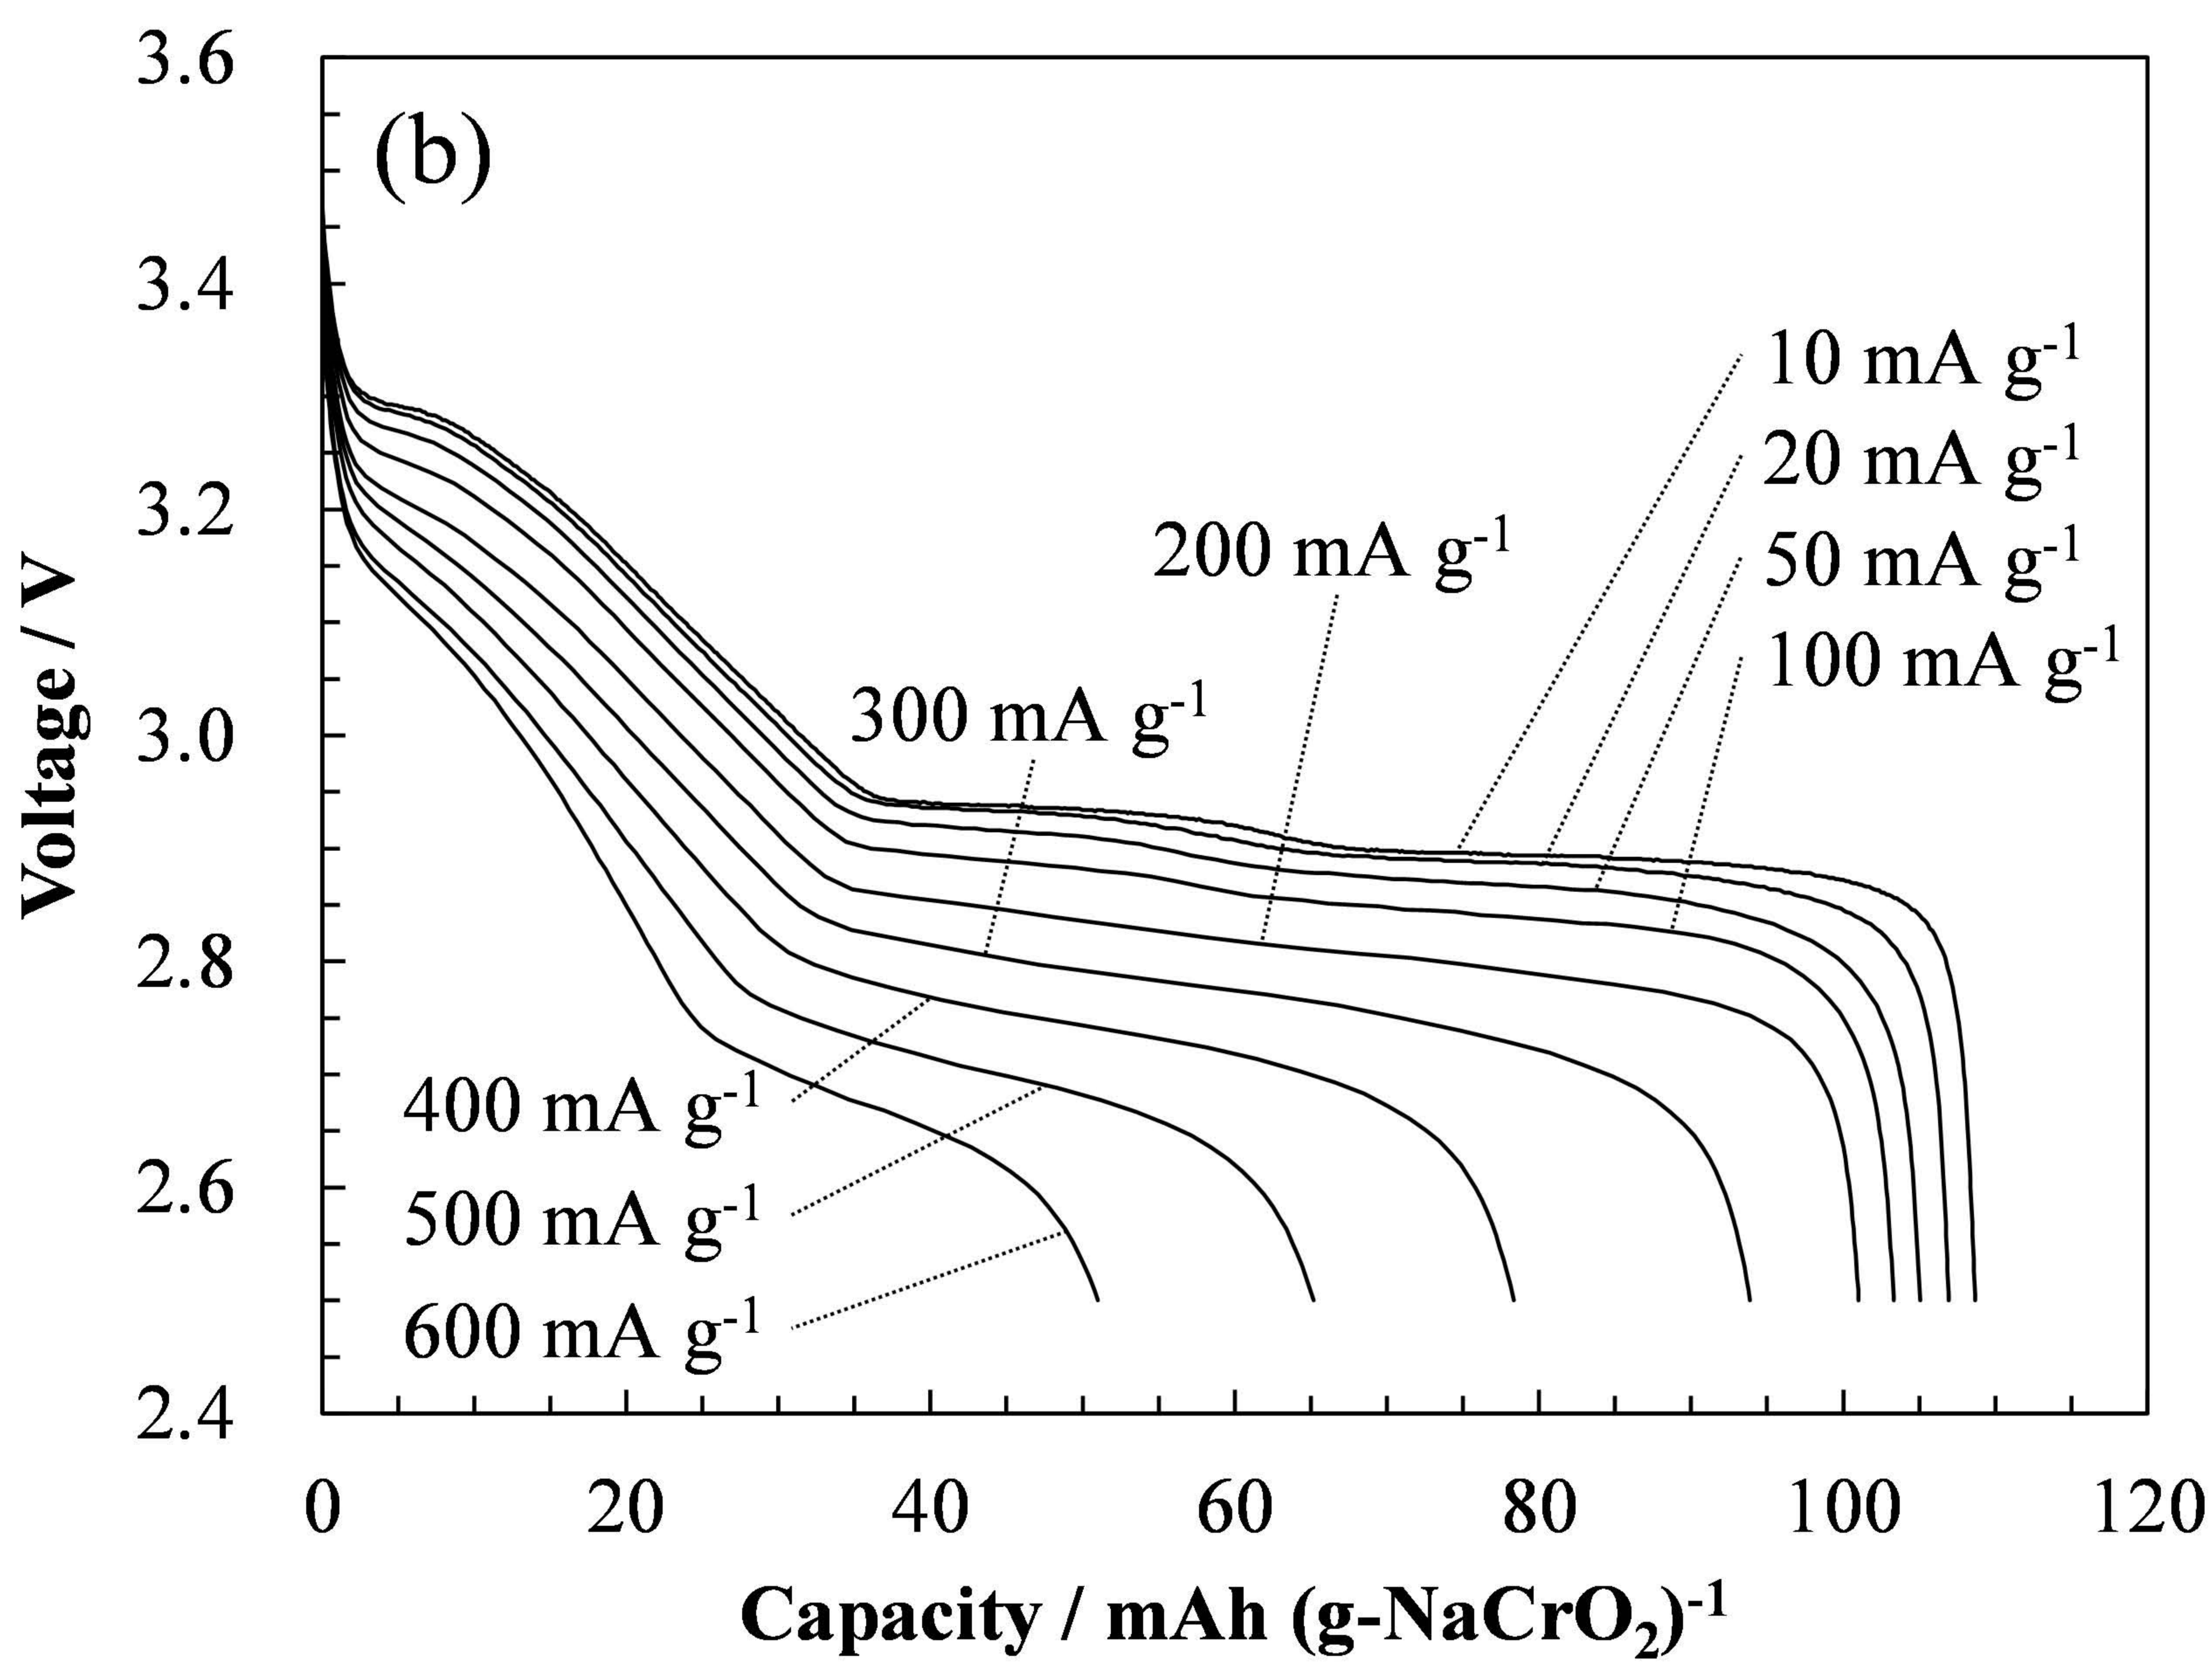 (b)
3.6
3.4
3.2
3.0
2.8
2.6
2.4
Voltage / V
10 mA g⁻¹
20 mA g⁻¹
50 mA g⁻¹
100 mA g⁻¹
200 mA g⁻¹
300 mA g⁻¹
400 mA g⁻¹
500 mA g⁻¹
600 mA g⁻¹
0 20 40 60 80 100 120
Capacity / mAh (g-NaCrO₂)⁻¹